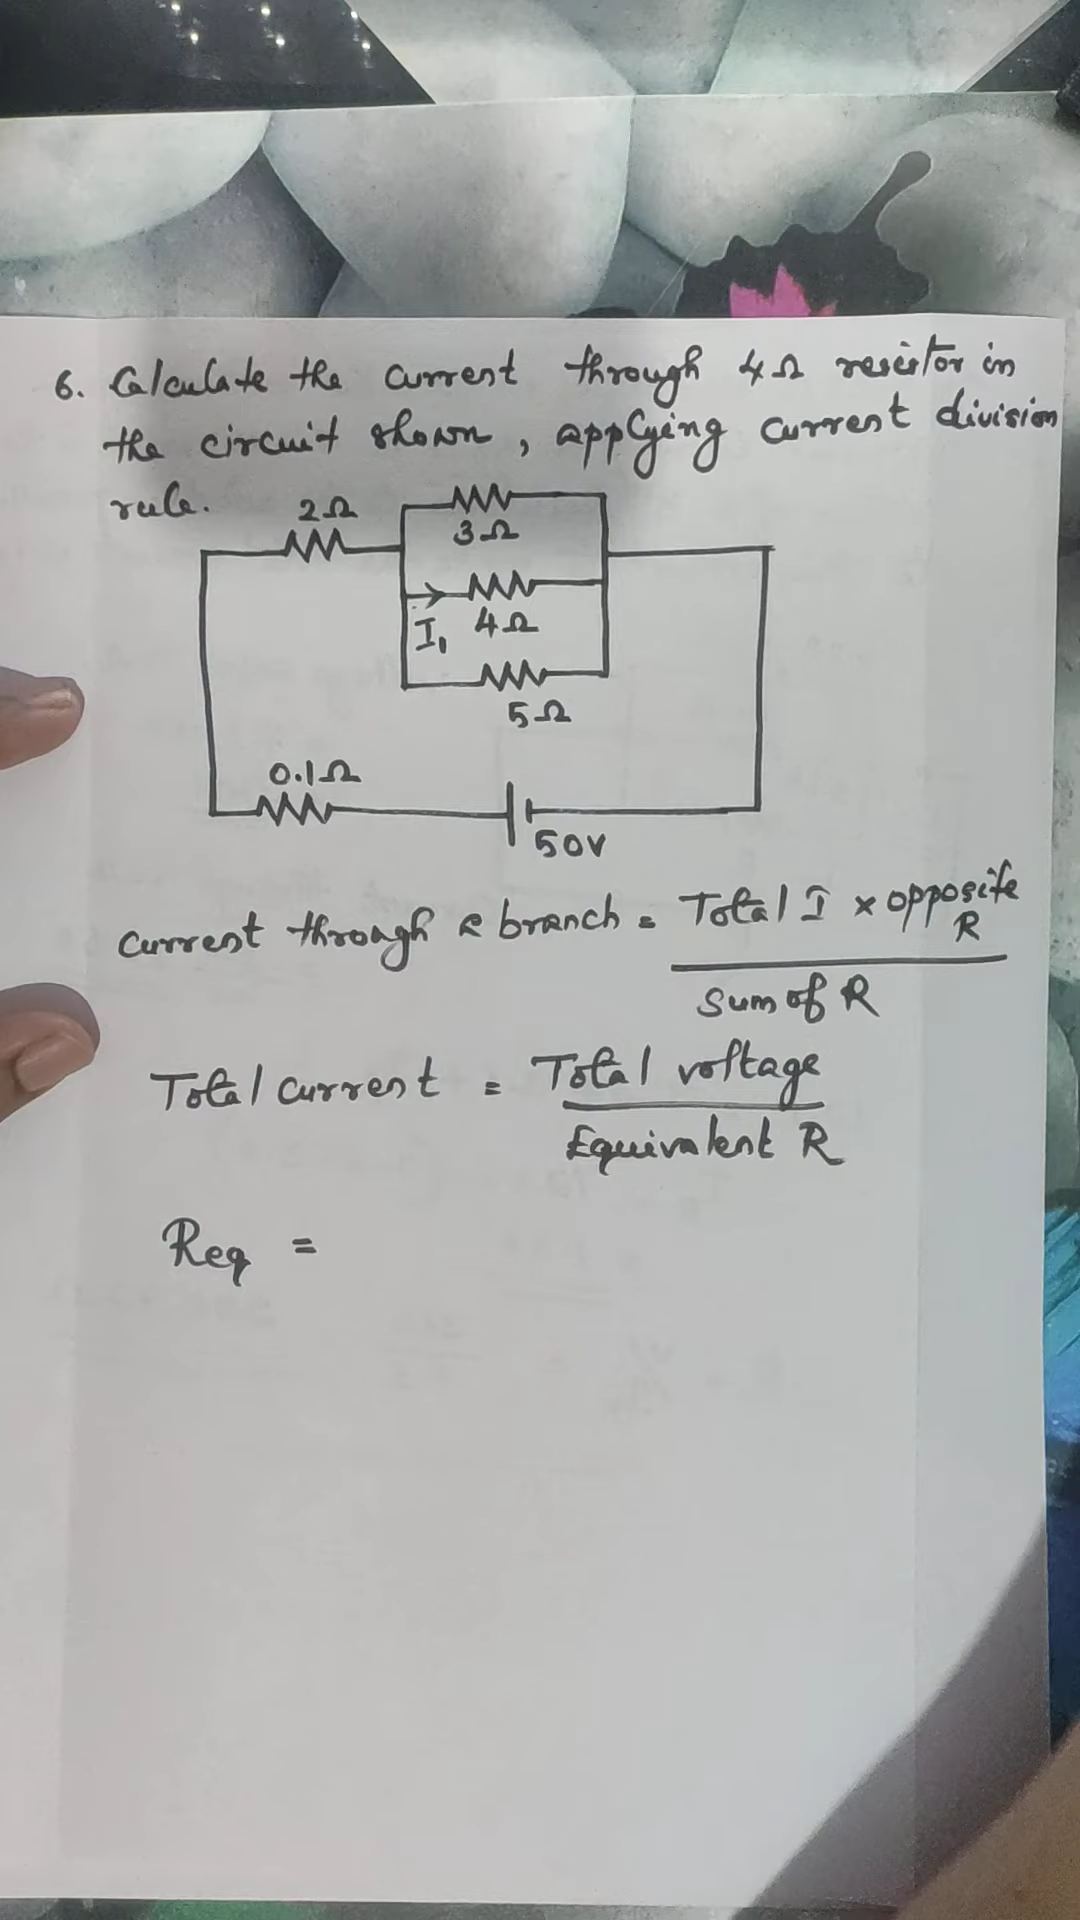 6. Calculate the current through 4Ω resistor in
the circuit shown, applying current division
rule.
2Ω
3Ω
I₁ 4Ω
5Ω
0.1Ω
50V
Current through a branch = Total I × opposite R
Sum of R
Total current = Total voltage
Equivalent R
Req =